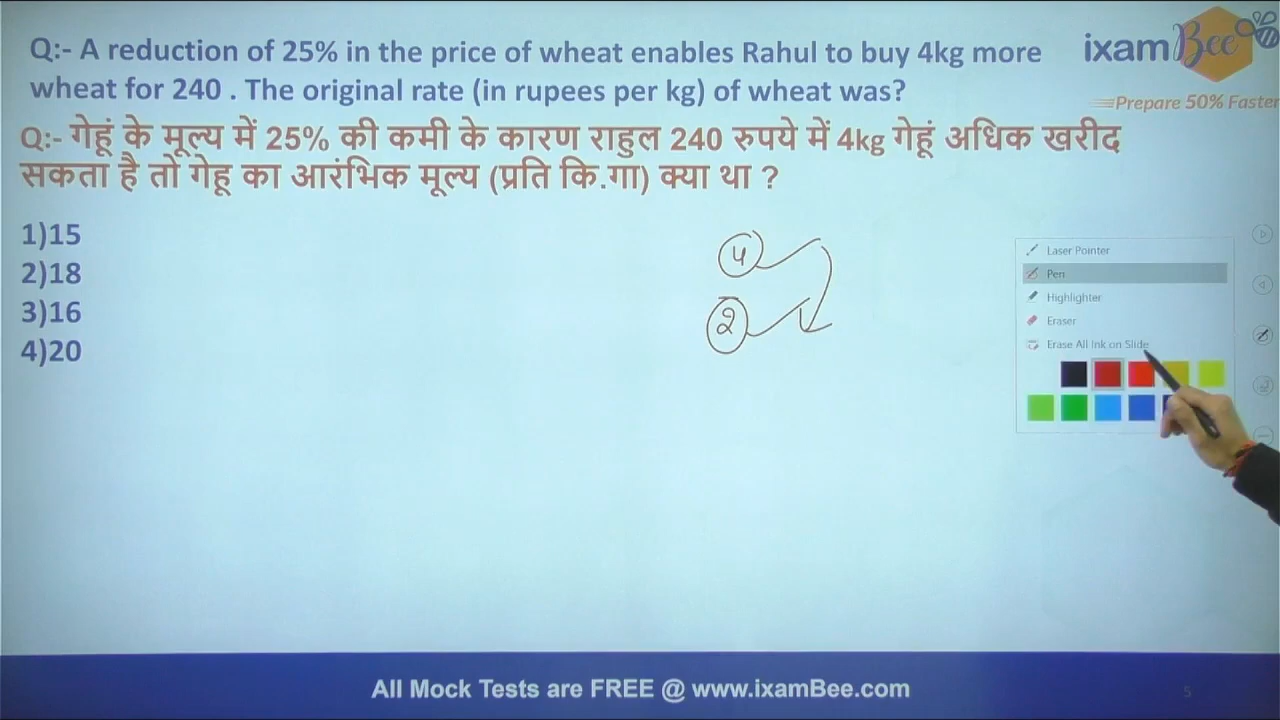 Q:- A reduction of 25% in the price of wheat enables Rahul to buy 4kg more
wheat for 240 . The original rate (in rupees per kg) of wheat was?
Q:- गेहूं के मूल्य में 25% की कमी के कारण राहुल 240 रुपये में 4kg गेहूं अधिक खरीद
सकता है तो गेहू का आरंभिक मूल्य (प्रति कि.गा) क्या था ?
1)15
2)18
3)16
4)20
4
2
ixamBee
Prepare 50% Faster
Laser Pointer
Pen
Highlighter
Eraser
Erase All Ink on Slide
All Mock Tests are FREE @ www.ixamBee.com
5